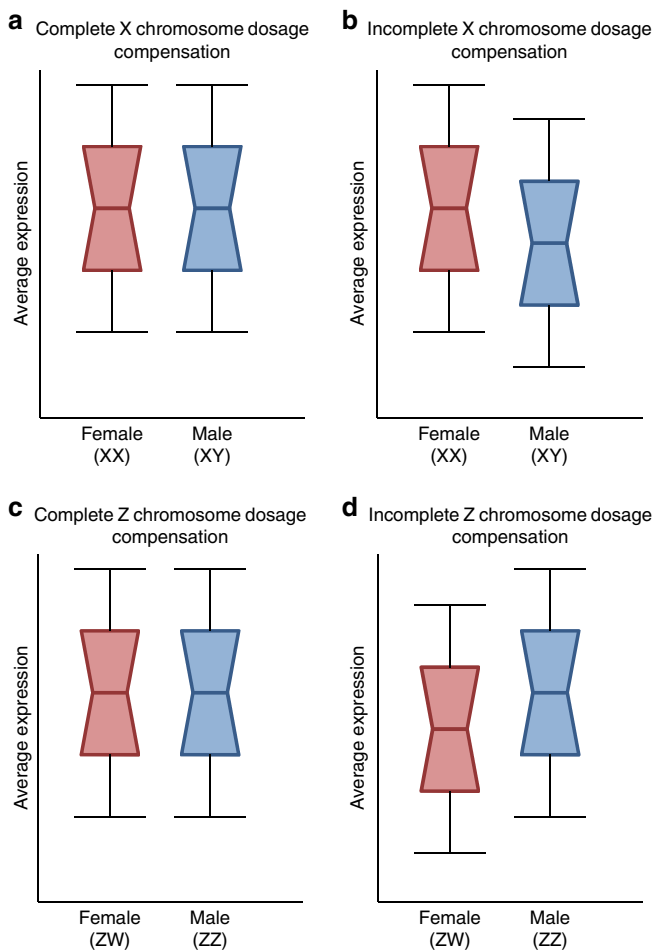 a Complete X chromosome dosage
compensation
Average expression
Female
(XX)
Male
(XY)
b Incomplete X chromosome dosage
compensation
Average expression
Female
(XX)
Male
(XY)
c Complete Z chromosome dosage
compensation
Average expression
Female
(ZW)
Male
(ZZ)
d Incomplete Z chromosome dosage
compensation
Average expression
Female
(ZW)
Male
(ZZ)